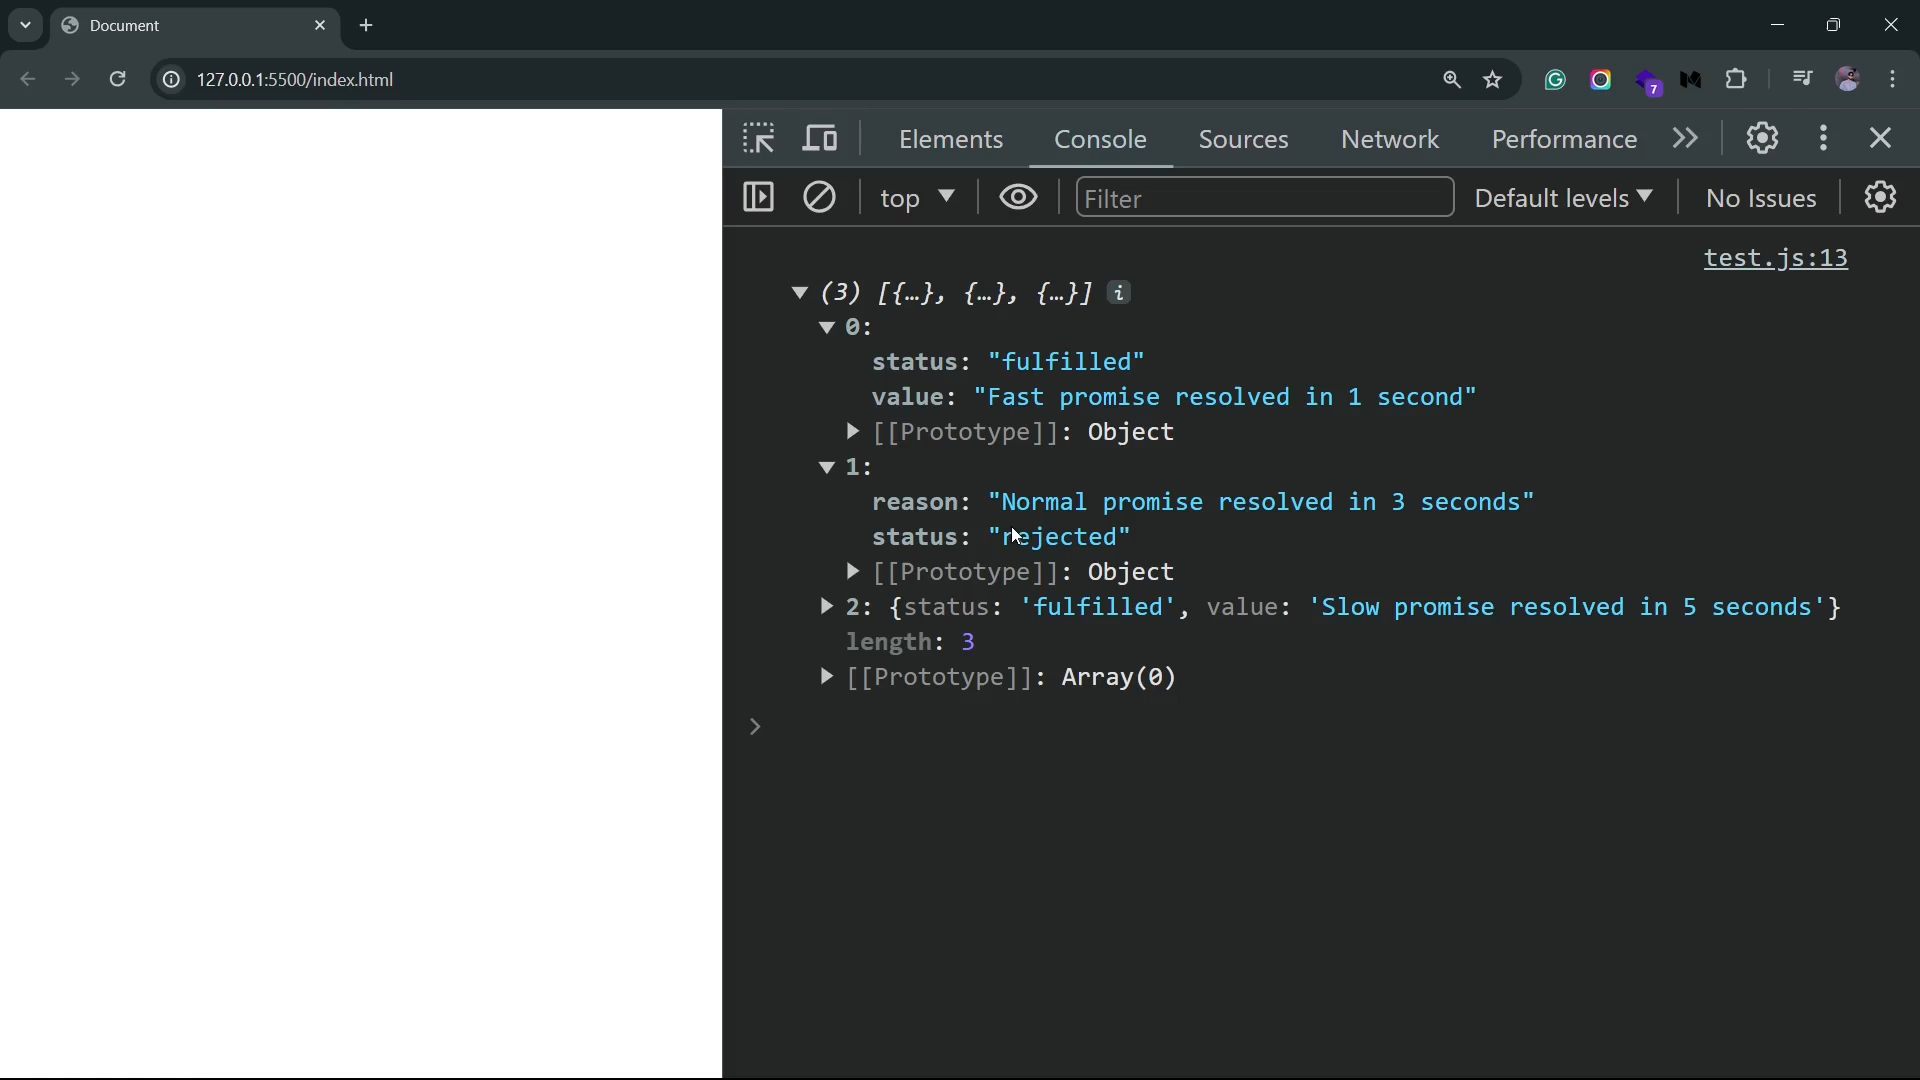 Document
127.0.0.1:5500/index.html
7
Elements Console Sources Network Performance
top Filter Default levels No Issues
test.js:13
(3) [{…}, {…}, {…}] i
0:
status: "fulfilled"
value: "Fast promise resolved in 1 second"
[[Prototype]]: Object
1:
reason: "Normal promise resolved in 3 seconds"
status: "rejected"
[[Prototype]]: Object
2: {status: 'fulfilled', value: 'Slow promise resolved in 5 seconds'}
length: 3
[[Prototype]]: Array(0)